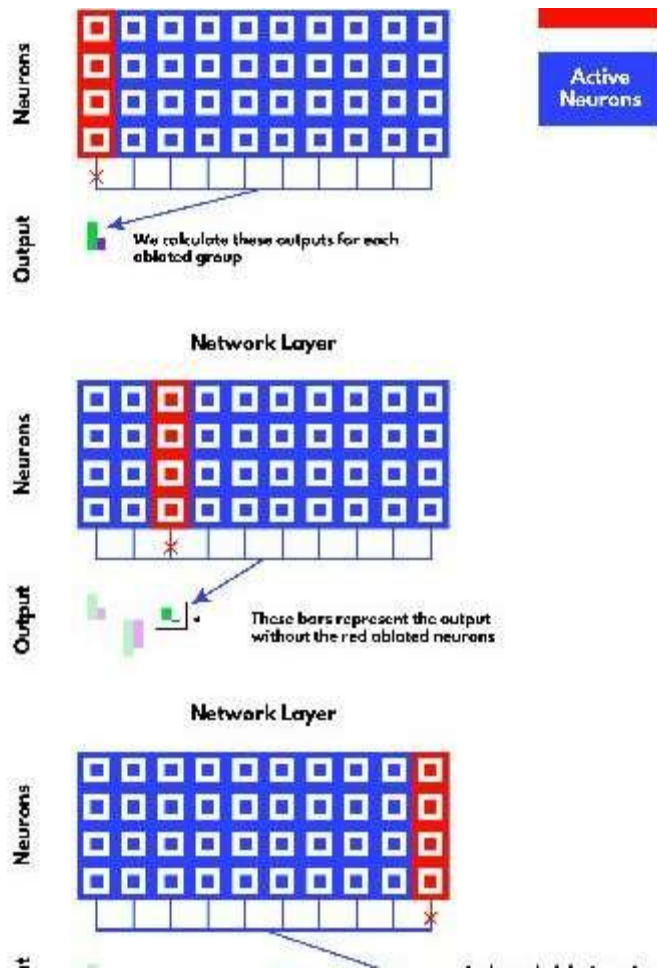 Neurons
Active
Neurons
Output
We calculate these outputs for each
ablated group
Network Layer
Neurons
Output
These bars represent the output
without the red ablated neurons
Network Layer
Neurons